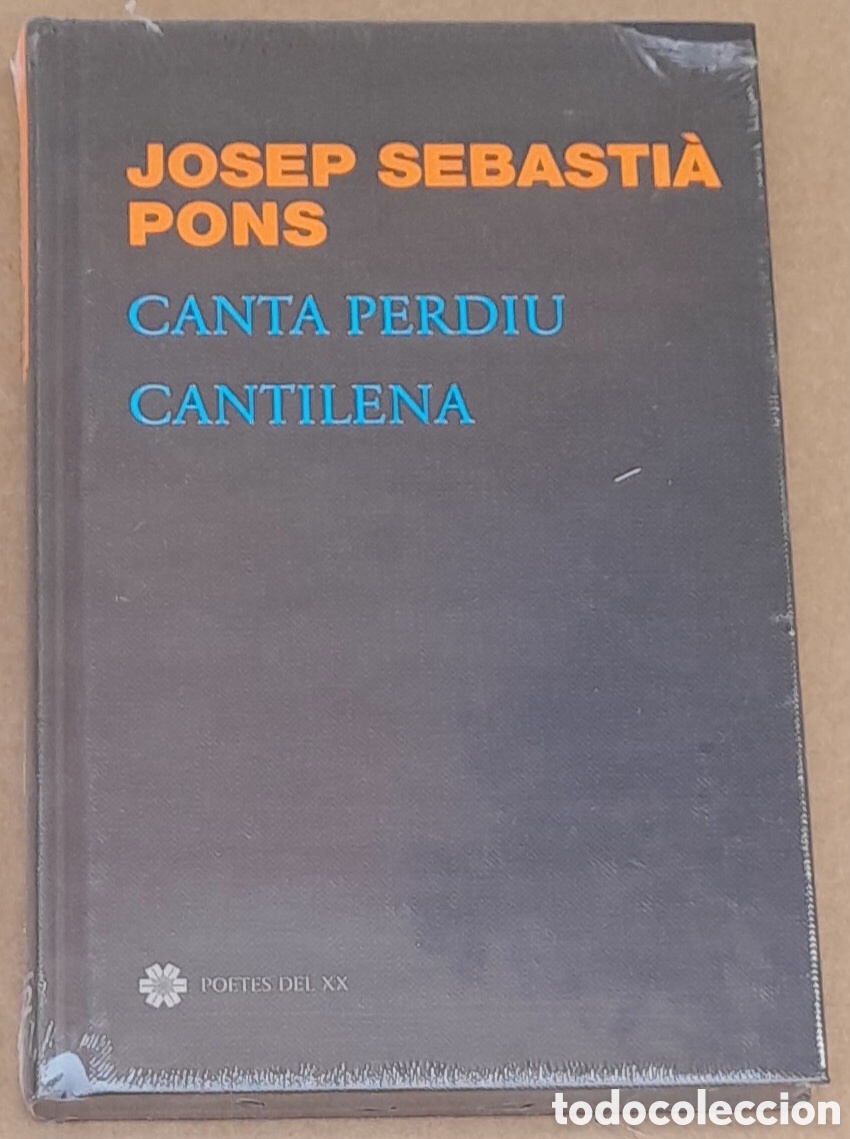 JOSEP SEBASTIÀ
PONS
CANTA PERDIU
CANTILENA
POETES DEL XX
todocoleccion